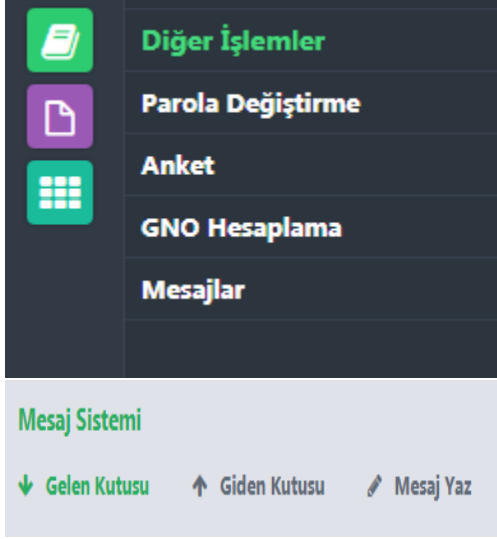 Diğer İşlemler
Parola Değiştirme
Anket
GNO Hesaplama
Mesajlar
Mesaj Sistemi
Gelen Kutusu Giden Kutusu Mesaj Yaz